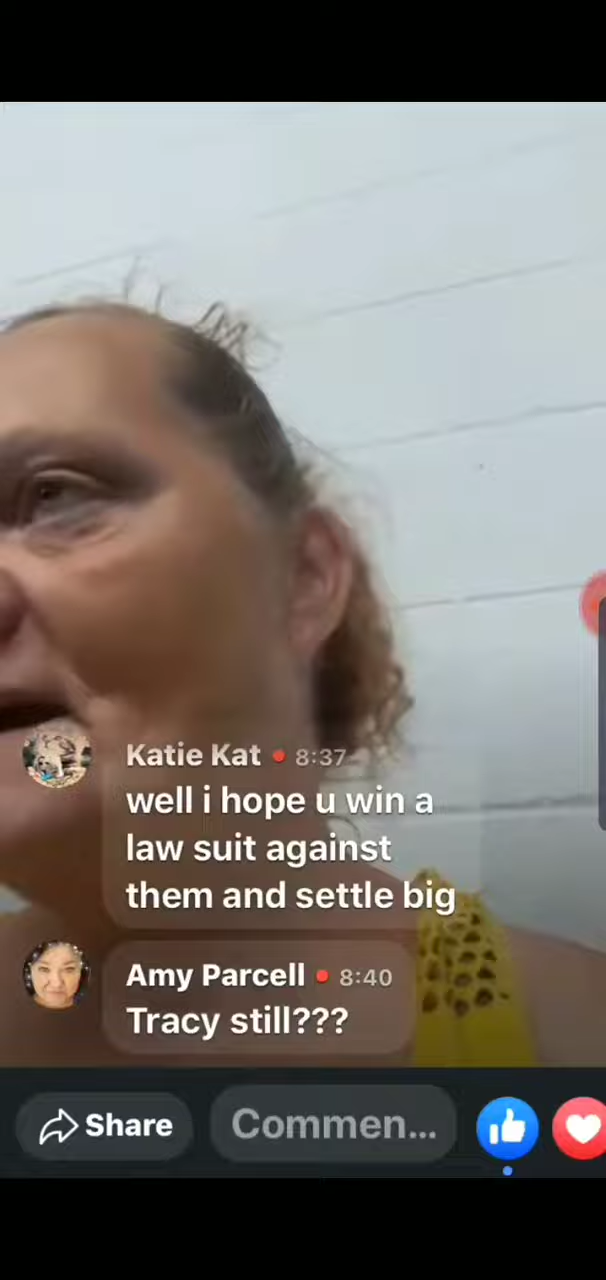 Katie Kat 8:37
well i hope u win a
law suit against
them and settle big
Amy Parcell 8:40
Tracy still???
Share
Commen...